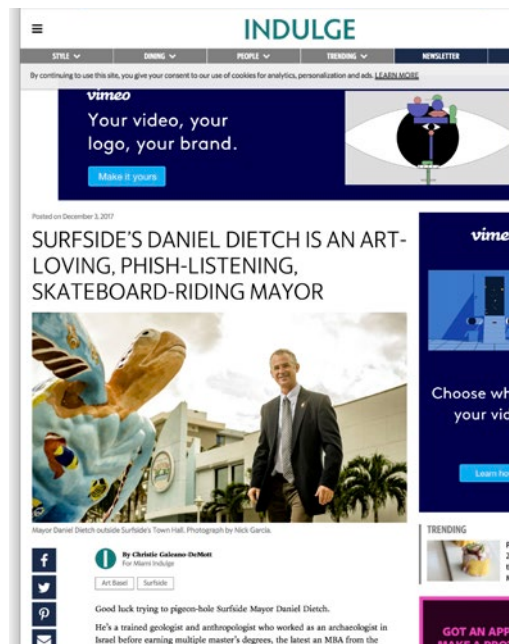 INDULGE
STYLE DINING PEOPLE TRENDING NEWSLETTER
By continuing to use this site, you give your consent to our use of cookies for analytics, personalization and ads. LEARN MORE
vimeo
Your video, your
logo, your brand.
Make it yours
Posted on December 3, 2017
SURFSIDE'S DANIEL DIETCH IS AN ART-
LOVING, PHISH-LISTENING,
SKATEBOARD-RIDING MAYOR
Mayor Daniel Dietch outside Surfside's Town Hall. Photograph by Nick Garcia.
By Christie Galeano-DeMott
For Miami Indulge
Art Basel Surfside
Good luck trying to pigeon-hole Surfside Mayor Daniel Dietch.
He's a trained geologist and anthropologist who worked as an archaeologist in
Israel before earning multiple master's degrees, the latest an MBA from the
vime
Choose wh
your vid
Learn ho
TRENDING
GOT AN APP